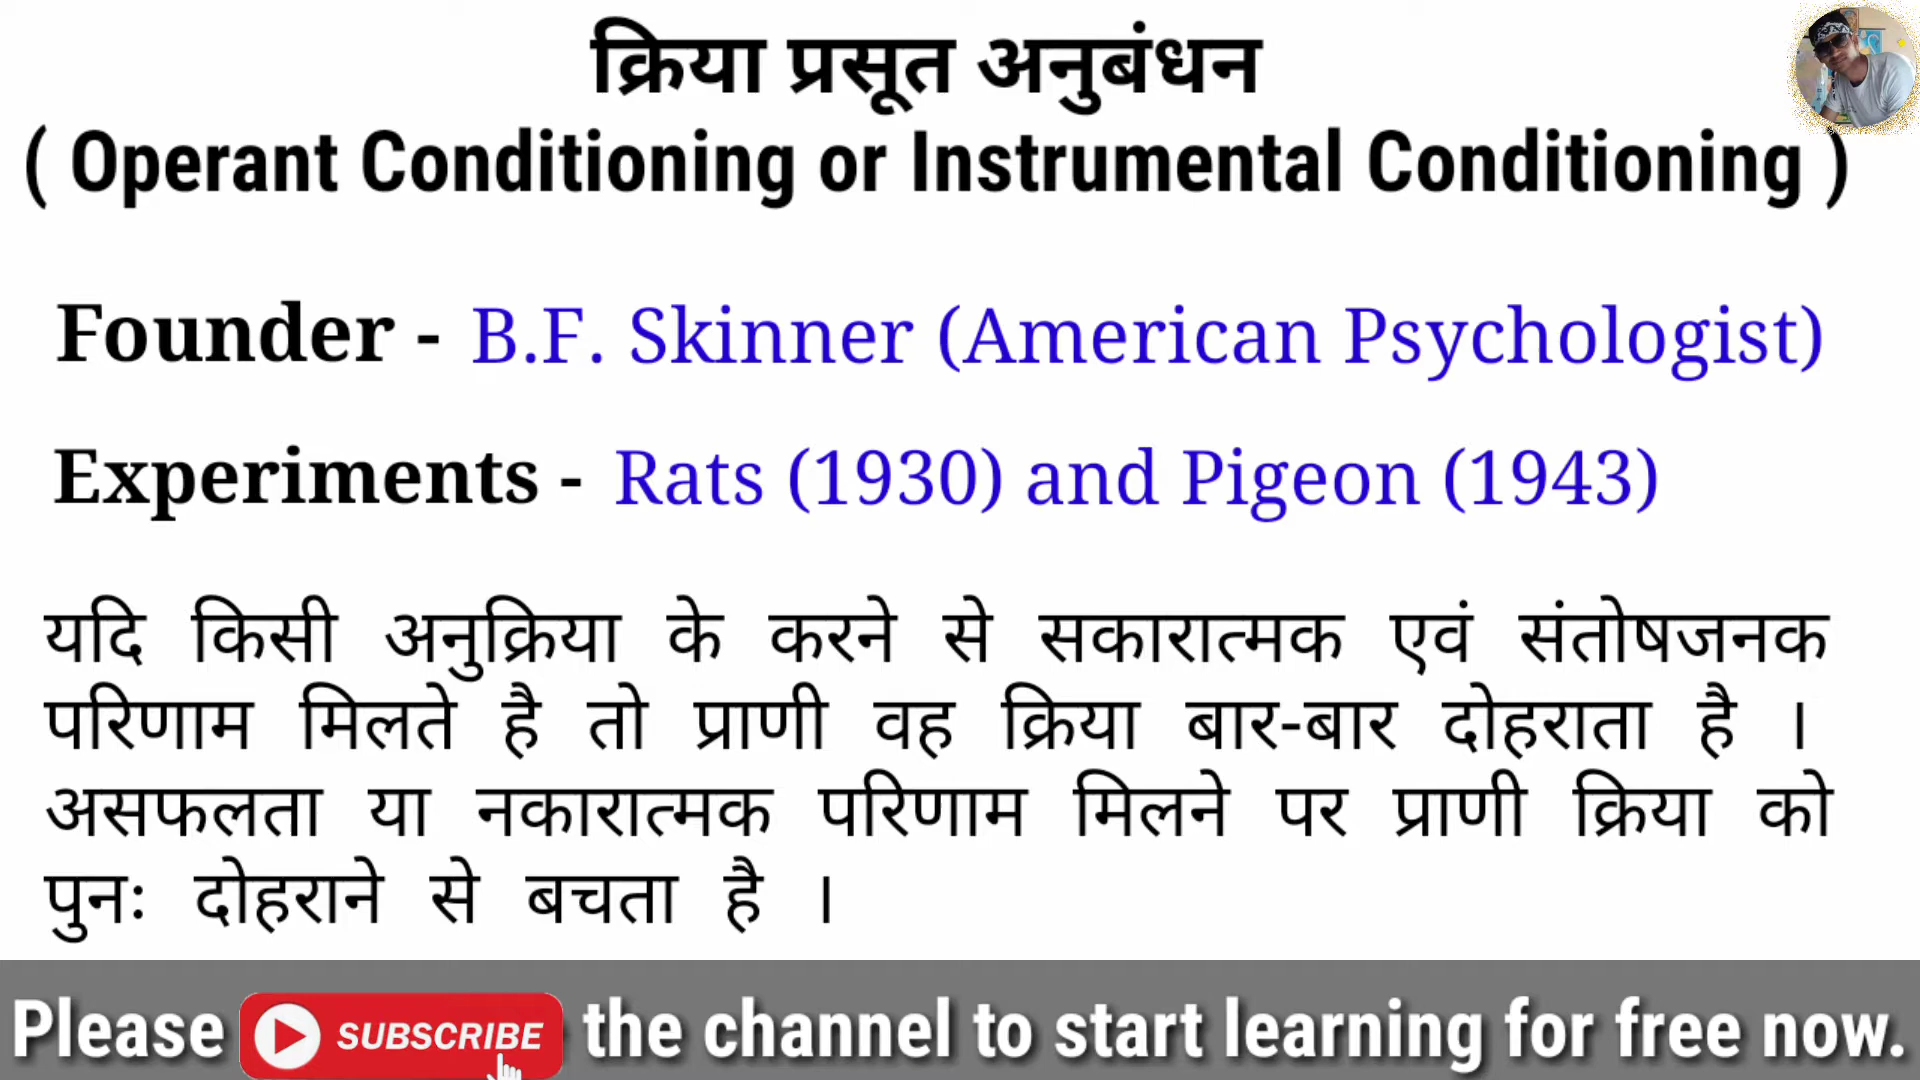 क्रिया प्रसूत अनुबंधन
( Operant Conditioning or Instrumental Conditioning )
Founder - B.F. Skinner (American Psychologist)
Experiments - Rats (1930) and Pigeon (1943)
यदि किसी अनुक्रिया के करने से सकारात्मक एवं संतोषजनक
परिणाम मिलते है तो प्राणी वह क्रिया बार-बार दोहराता है ।
असफलता या नकारात्मक परिणाम मिलने पर प्राणी क्रिया को
पुनः दोहराने से बचता है ।
Please SUBSCRIBE the channel to start learning for free now.